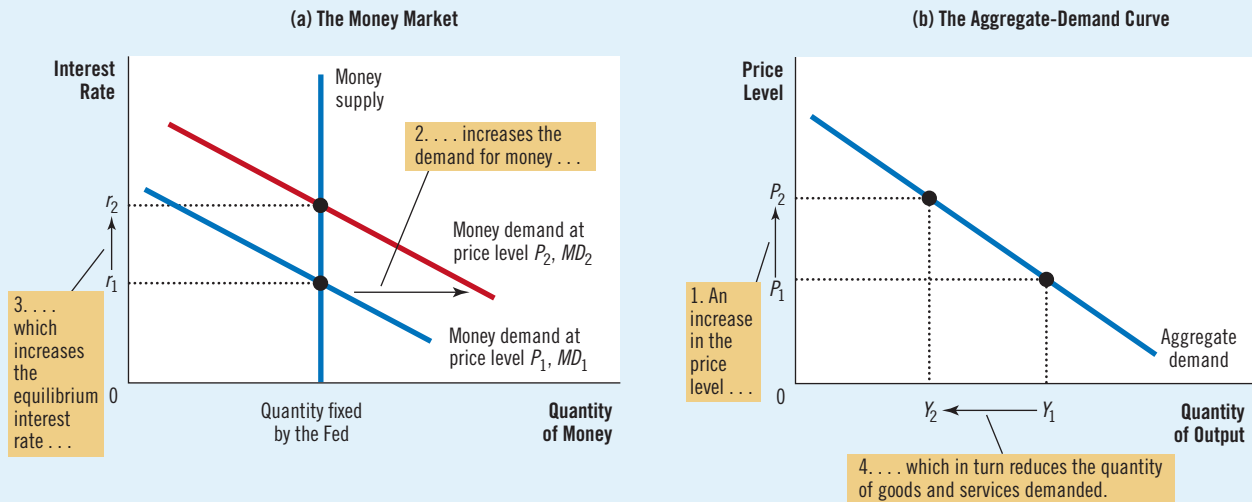 (a) The Money Market
Interest
Rate
Money
supply
2. . . . increases the
demand for money . . .
r2
Money demand at
price level P2, MD2
r1
3. . . .
which
increases
the
equilibrium
interest
rate . . .
Money demand at
price level P1, MD1
0
Quantity fixed
by the Fed
Quantity
of Money
(b) The Aggregate-Demand Curve
Price
Level
P2
P1
1. An
increase
in the
price
level . . .
Aggregate
demand
0
Y2
Y1
Quantity
of Output
4. . . . which in turn reduces the quantity
of goods and services demanded.